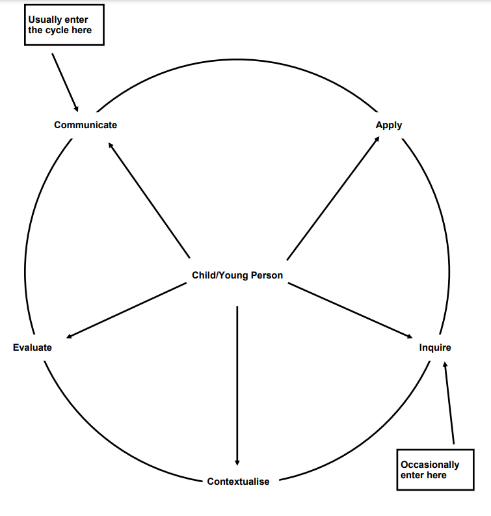 Usually enter
the cycle here
Communicate
Apply
Child/Young Person
Evaluate
Inquire
Occasionally
enter here
Contextualise